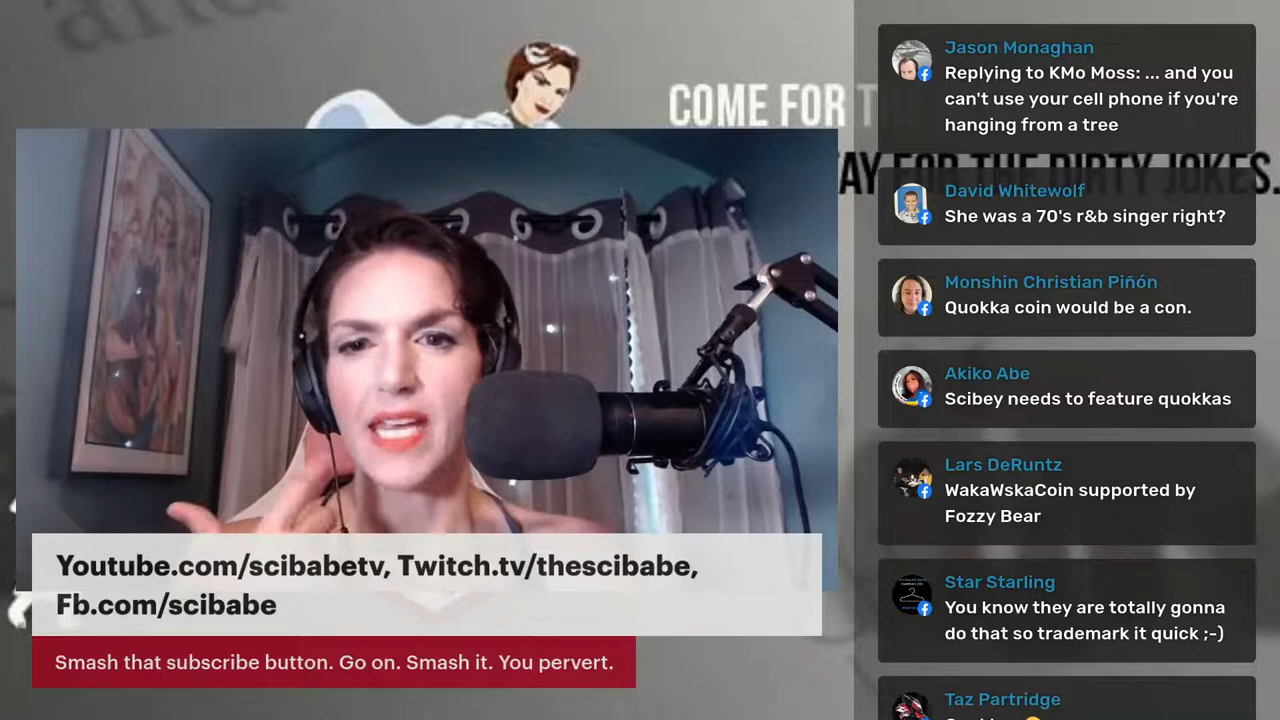 and
COME FOR T
AY FOR THE DIRTY JOKES.
Youtube.com/scibabetv, Twitch.tv/thescibabe,
Fb.com/scibabe
Smash that subscribe button. Go on. Smash it. You pervert.
Jason Monaghan
Replying to KMo Moss: ... and you
can't use your cell phone if you're
hanging from a tree
David Whitewolf
She was a 70's r&b singer right?
Monshin Christian Piñón
Quokka coin would be a con.
Akiko Abe
Scibey needs to feature quokkas
Lars DeRuntz
WakaWskaCoin supported by
Fozzy Bear
Star Starling
You know they are totally gonna
do that so trademark it quick ;-)
Taz Partridge